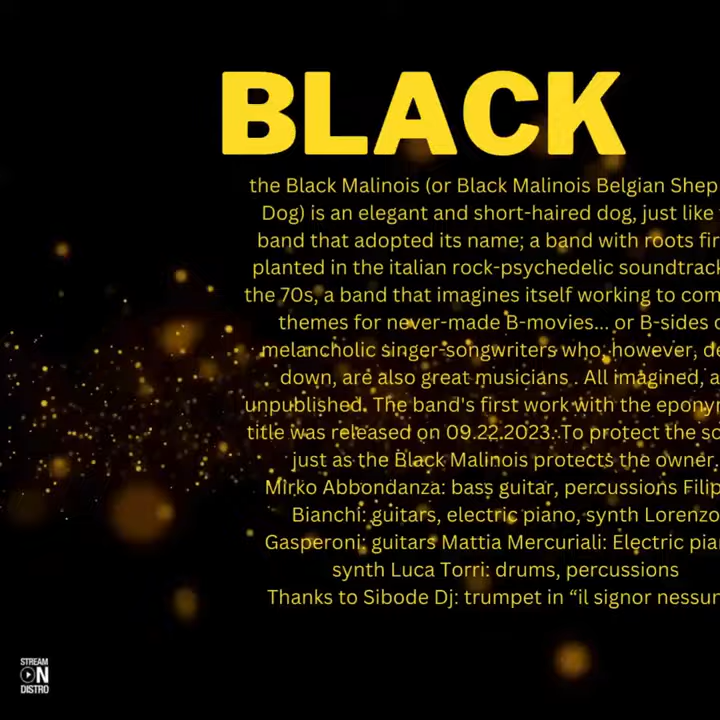 BLACK
the Black Malinois (or Black Malinois Belgian Shep
Dog) is an elegant and short-haired dog, just like
band that adopted its name; a band with roots fir
planted in the italian rock-psychedelic soundtrac
the 70s, a band that imagines itself working to com
themes for never-made B-movies... or B-sides o
melancholic singer-songwriters who, however, de
down, are also great musicians . All imagined, a
unpublished. The band's first work with the epony
title was released on 09.22.2023. To protect the so
just as the Black Malinois protects the owner.
Mirko Abbondanza: bass guitar, percussions Filip
Bianchi: guitars, electric piano, synth Lorenzo
Gasperoni: guitars Mattia Mercuriali: Electric pia
synth Luca Torri: drums, percussions
Thanks to Sibode Dj: trumpet in “il signor nessun
STREAM
ON
DISTRO